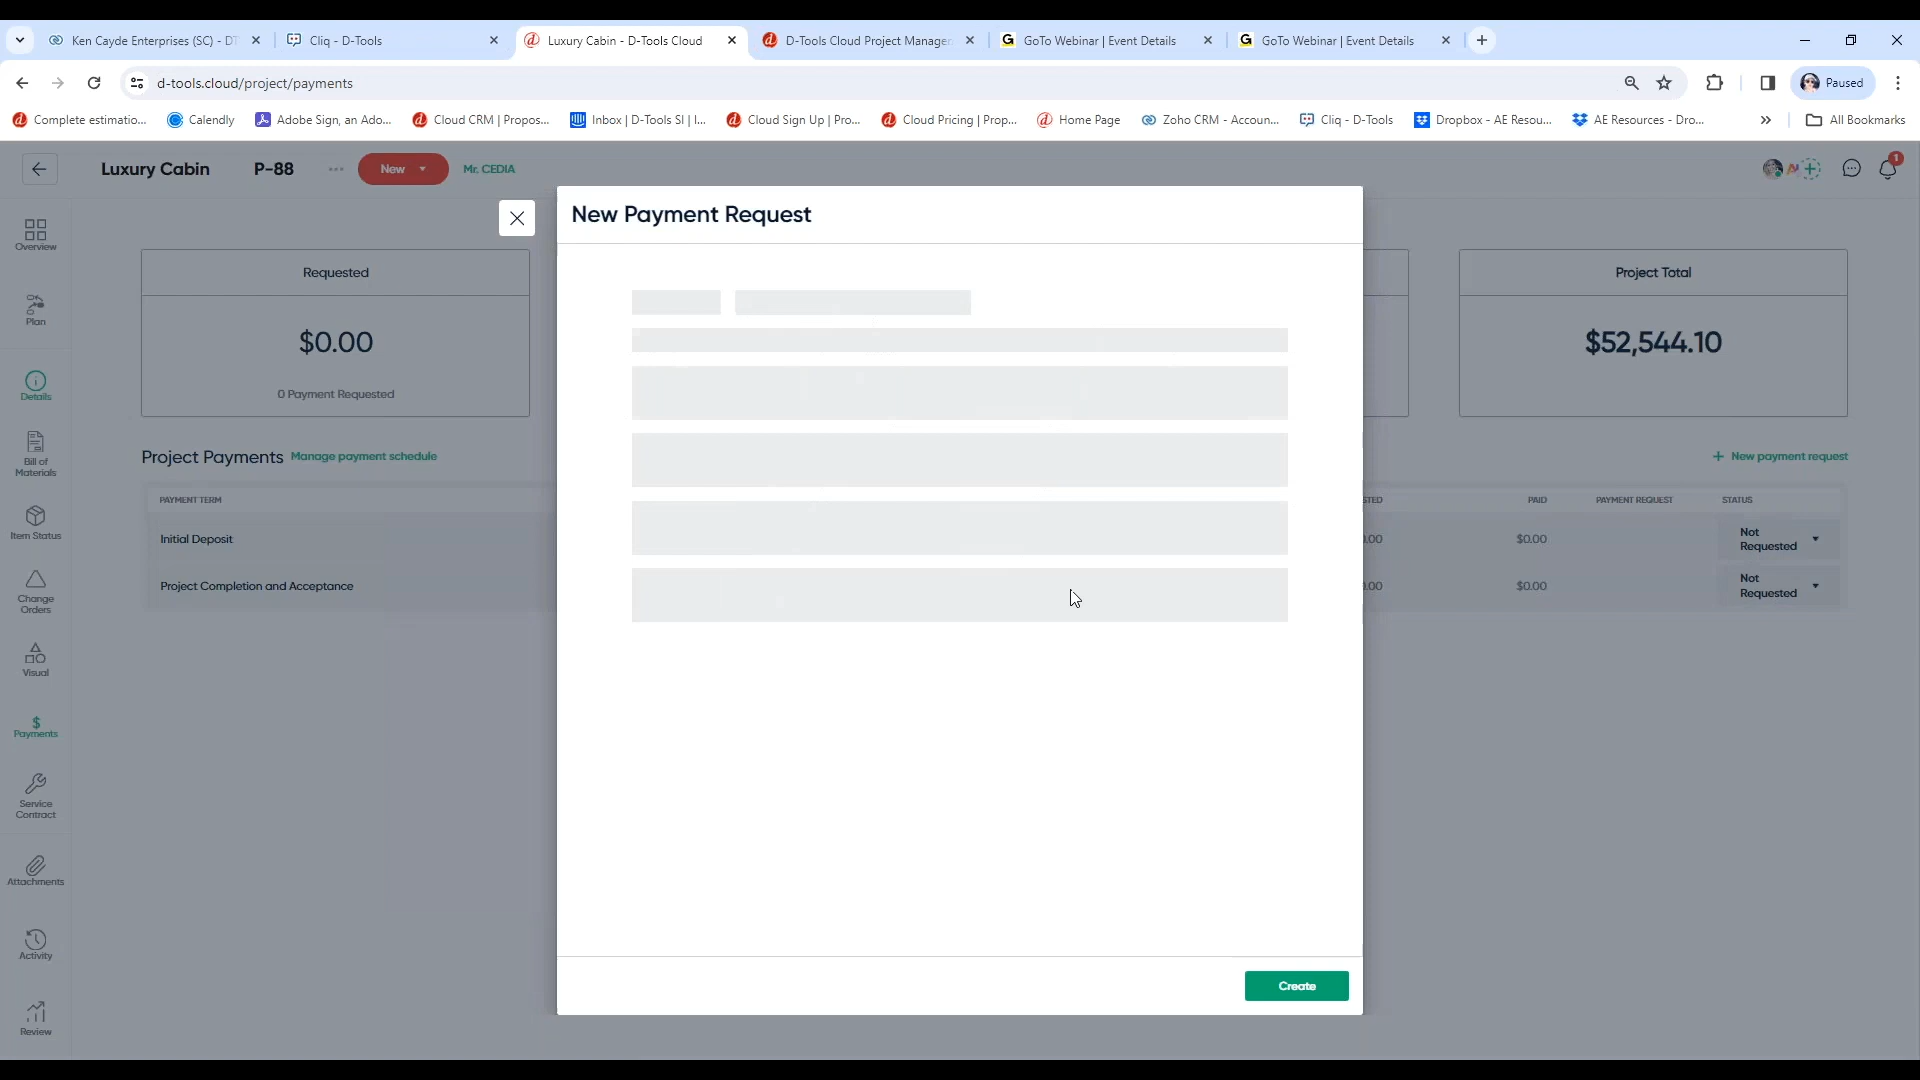 Ken Cayde Enterprises (SC) - DT
Cliq - D-Tools
Luxury Cabin - D-Tools Cloud
D-Tools Cloud Project Manager
GoTo Webinar | Event Details
GoTo Webinar | Event Details
d-tools.cloud/project/payments
Paused
Complete estimatio...
Calendly
Adobe Sign, an Ado...
Cloud CRM | Propos...
Inbox | D-Tools SI | I...
Cloud Sign Up | Pro...
Cloud Pricing | Prop...
Home Page
Zoho CRM - Accoun...
Cliq - D-Tools
Dropbox - AE Resou...
AE Resources - Dro...
All Bookmarks
Luxury Cabin
P-88
New
Mr. CEDIA
1
New Payment Request
Overview
Plan
Details
Bill of
Materials
Item Status
Change
Orders
Visual
Payments
Service
Contract
Attachments
Activity
Review
Requested
$0.00
0 Payment Requested
Project Total
$52,544.10
Project Payments
Manage payment schedule
New payment request
PAYMENT TERM
PAID
PAYMENT REQUEST
STATUS
Initial Deposit
$0.00
Not
Requested
Project Completion and Acceptance
$0.00
Not
Requested
Create